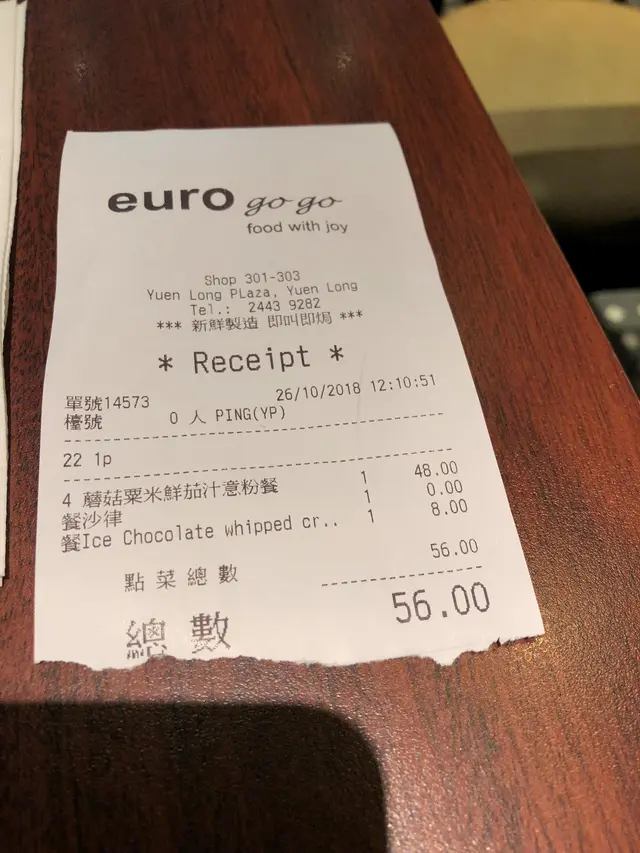 euro go go
food with joy
Shop 301-303
Yuen Long PLaza, Yuen Long
Tel.: 2443 9282
*** 新鮮製造 即叫即焗 ***
* Receipt *
單號14573 26/10/2018 12:10:51
檯號 0 人 PING(YP)
22 1p
4 蘑菇粟米鮮茄汁意粉餐 1 48.00
餐沙律 1 0.00
餐Ice Chocolate whipped cr.. 1 8.00
點菜總數 56.00
總數 56.00